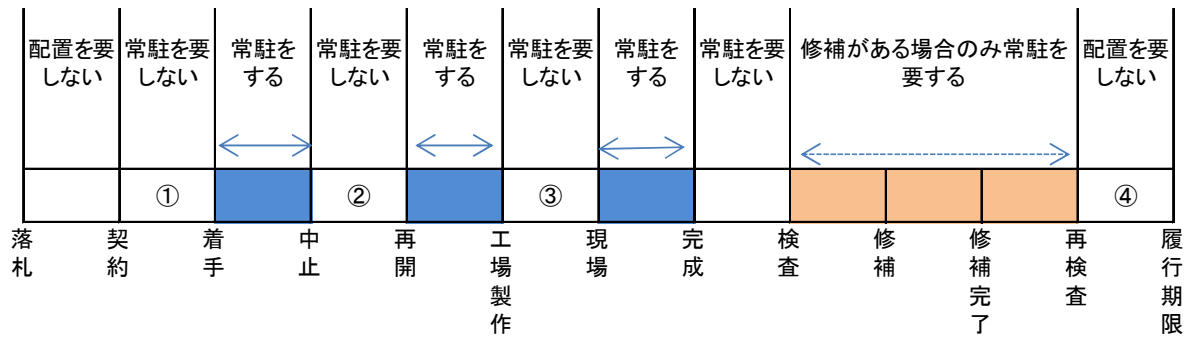 配置を要
しない
常駐を要
しない
常駐を
する
常駐を要
しない
常駐を
する
常駐を要
しない
常駐を
する
常駐を要
しない
修補がある場合のみ常駐を
要する
配置を要
しない
①
②
③
④
落札
契約
着手
中止
再開
工場製作
現場
完成
検査
修補
修補完了
再検査
履行期限